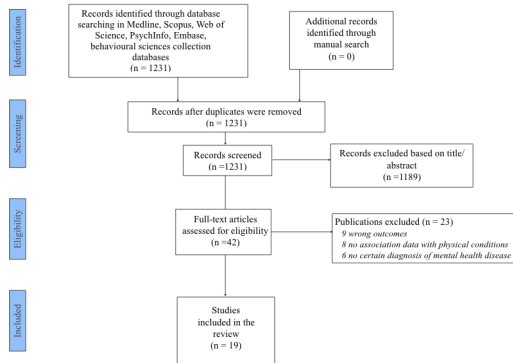 Identification
Records identified through database
searching in Medline, Scopus, Web of
Science, PsychInfo, Embase,
behavioural sciences collection
databases
(n = 1231)
Additional records
identified through
manual search
(n = 0)
Screening
Records after duplicates were removed
(n = 1231)
Records screened
(n =1231)
Records excluded based on title/
abstract
(n =1189)
Eligibility
Full-text articles
assessed for eligibility
(n =42)
Publications excluded (n = 23)
9 wrong outcomes
8 no association data with physical conditions
6 no certain diagnosis of mental health disease
Included
Studies
included in the
review
(n = 19)